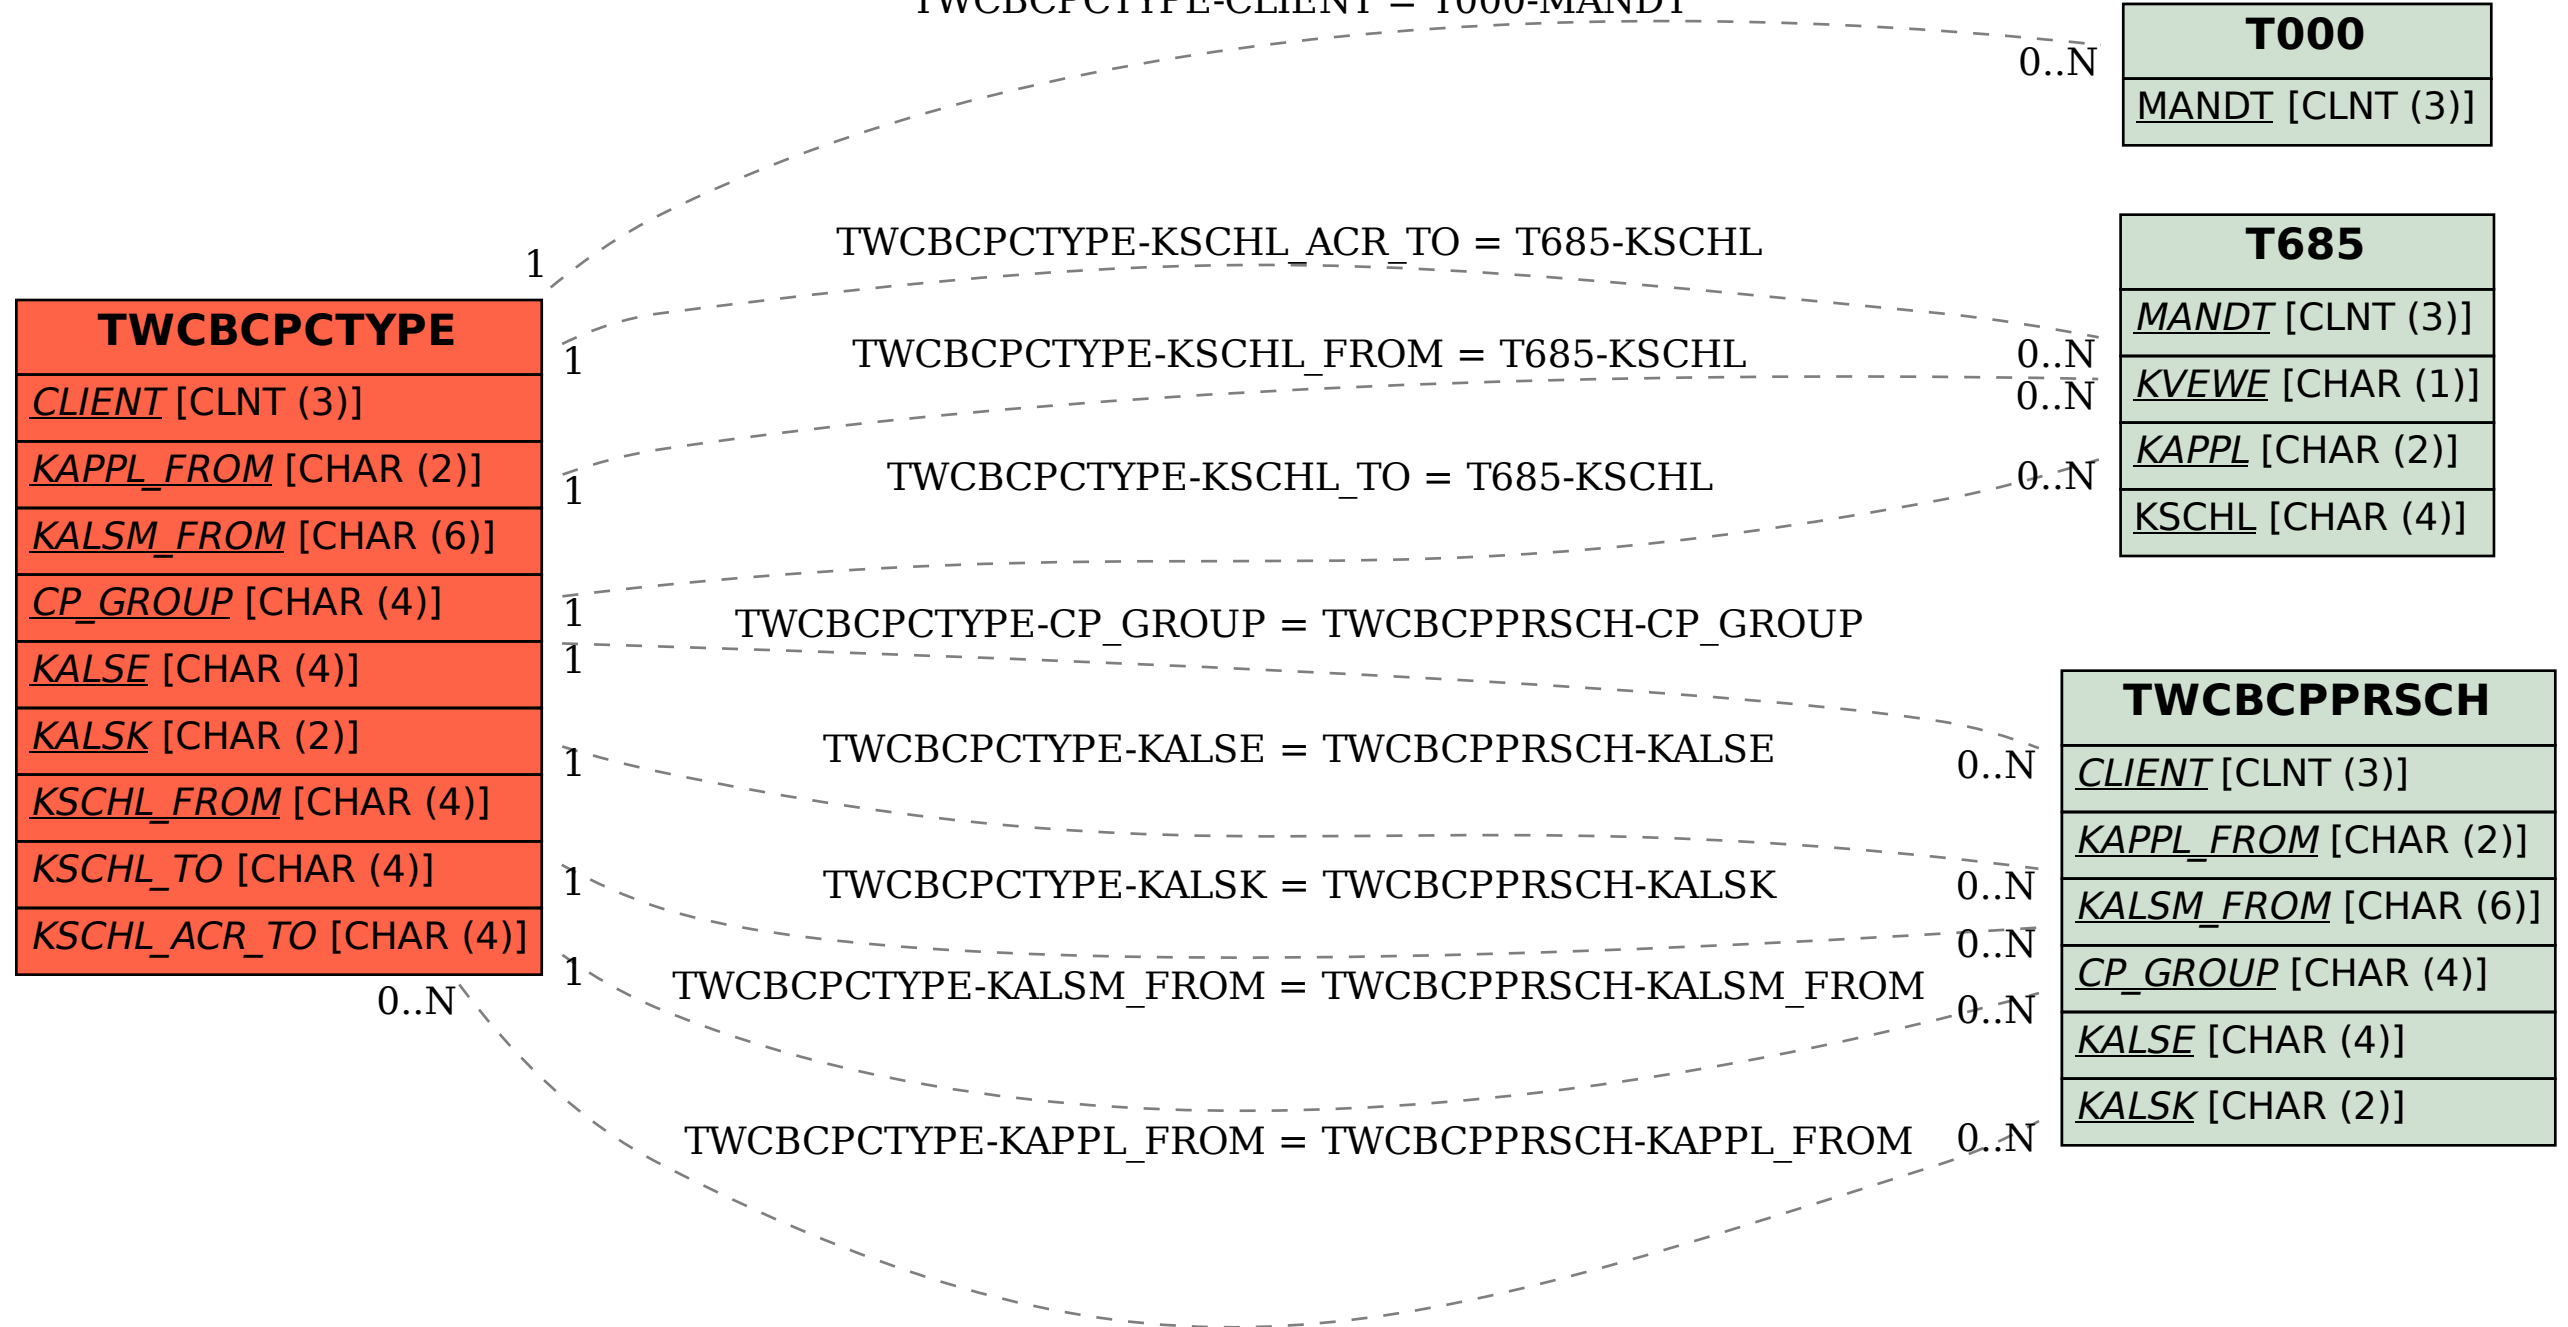 TWCBCPCTYPE-CLIENT = T000-MANDT
1
0..N
T000
MANDT [CLNT (3)]
TWCBCPCTYPE-KSCHL_ACR_TO = T685-KSCHL
1
0..N
TWCBCPCTYPE-KSCHL_FROM = T685-KSCHL
1
0..N
TWCBCPCTYPE-KSCHL_TO = T685-KSCHL
1
0..N
T685
MANDT [CLNT (3)]
KVEWE [CHAR (1)]
KAPPL [CHAR (2)]
KSCHL [CHAR (4)]
TWCBCPCTYPE
CLIENT [CLNT (3)]
KAPPL_FROM [CHAR (2)]
KALSM_FROM [CHAR (6)]
CP_GROUP [CHAR (4)]
KALSE [CHAR (4)]
KALSK [CHAR (2)]
KSCHL_FROM [CHAR (4)]
KSCHL_TO [CHAR (4)]
KSCHL_ACR_TO [CHAR (4)]
TWCBCPCTYPE-CP_GROUP = TWCBCPPRSCH-CP_GROUP
1
0..N
TWCBCPCTYPE-KALSE = TWCBCPPRSCH-KALSE
1
0..N
TWCBCPCTYPE-KALSK = TWCBCPPRSCH-KALSK
1
0..N
TWCBCPCTYPE-KALSM_FROM = TWCBCPPRSCH-KALSM_FROM
1
0..N
TWCBCPCTYPE-KAPPL_FROM = TWCBCPPRSCH-KAPPL_FROM
0..N
0..N
TWCBCPPRSCH
CLIENT [CLNT (3)]
KAPPL_FROM [CHAR (2)]
KALSM_FROM [CHAR (6)]
CP_GROUP [CHAR (4)]
KALSE [CHAR (4)]
KALSK [CHAR (2)]